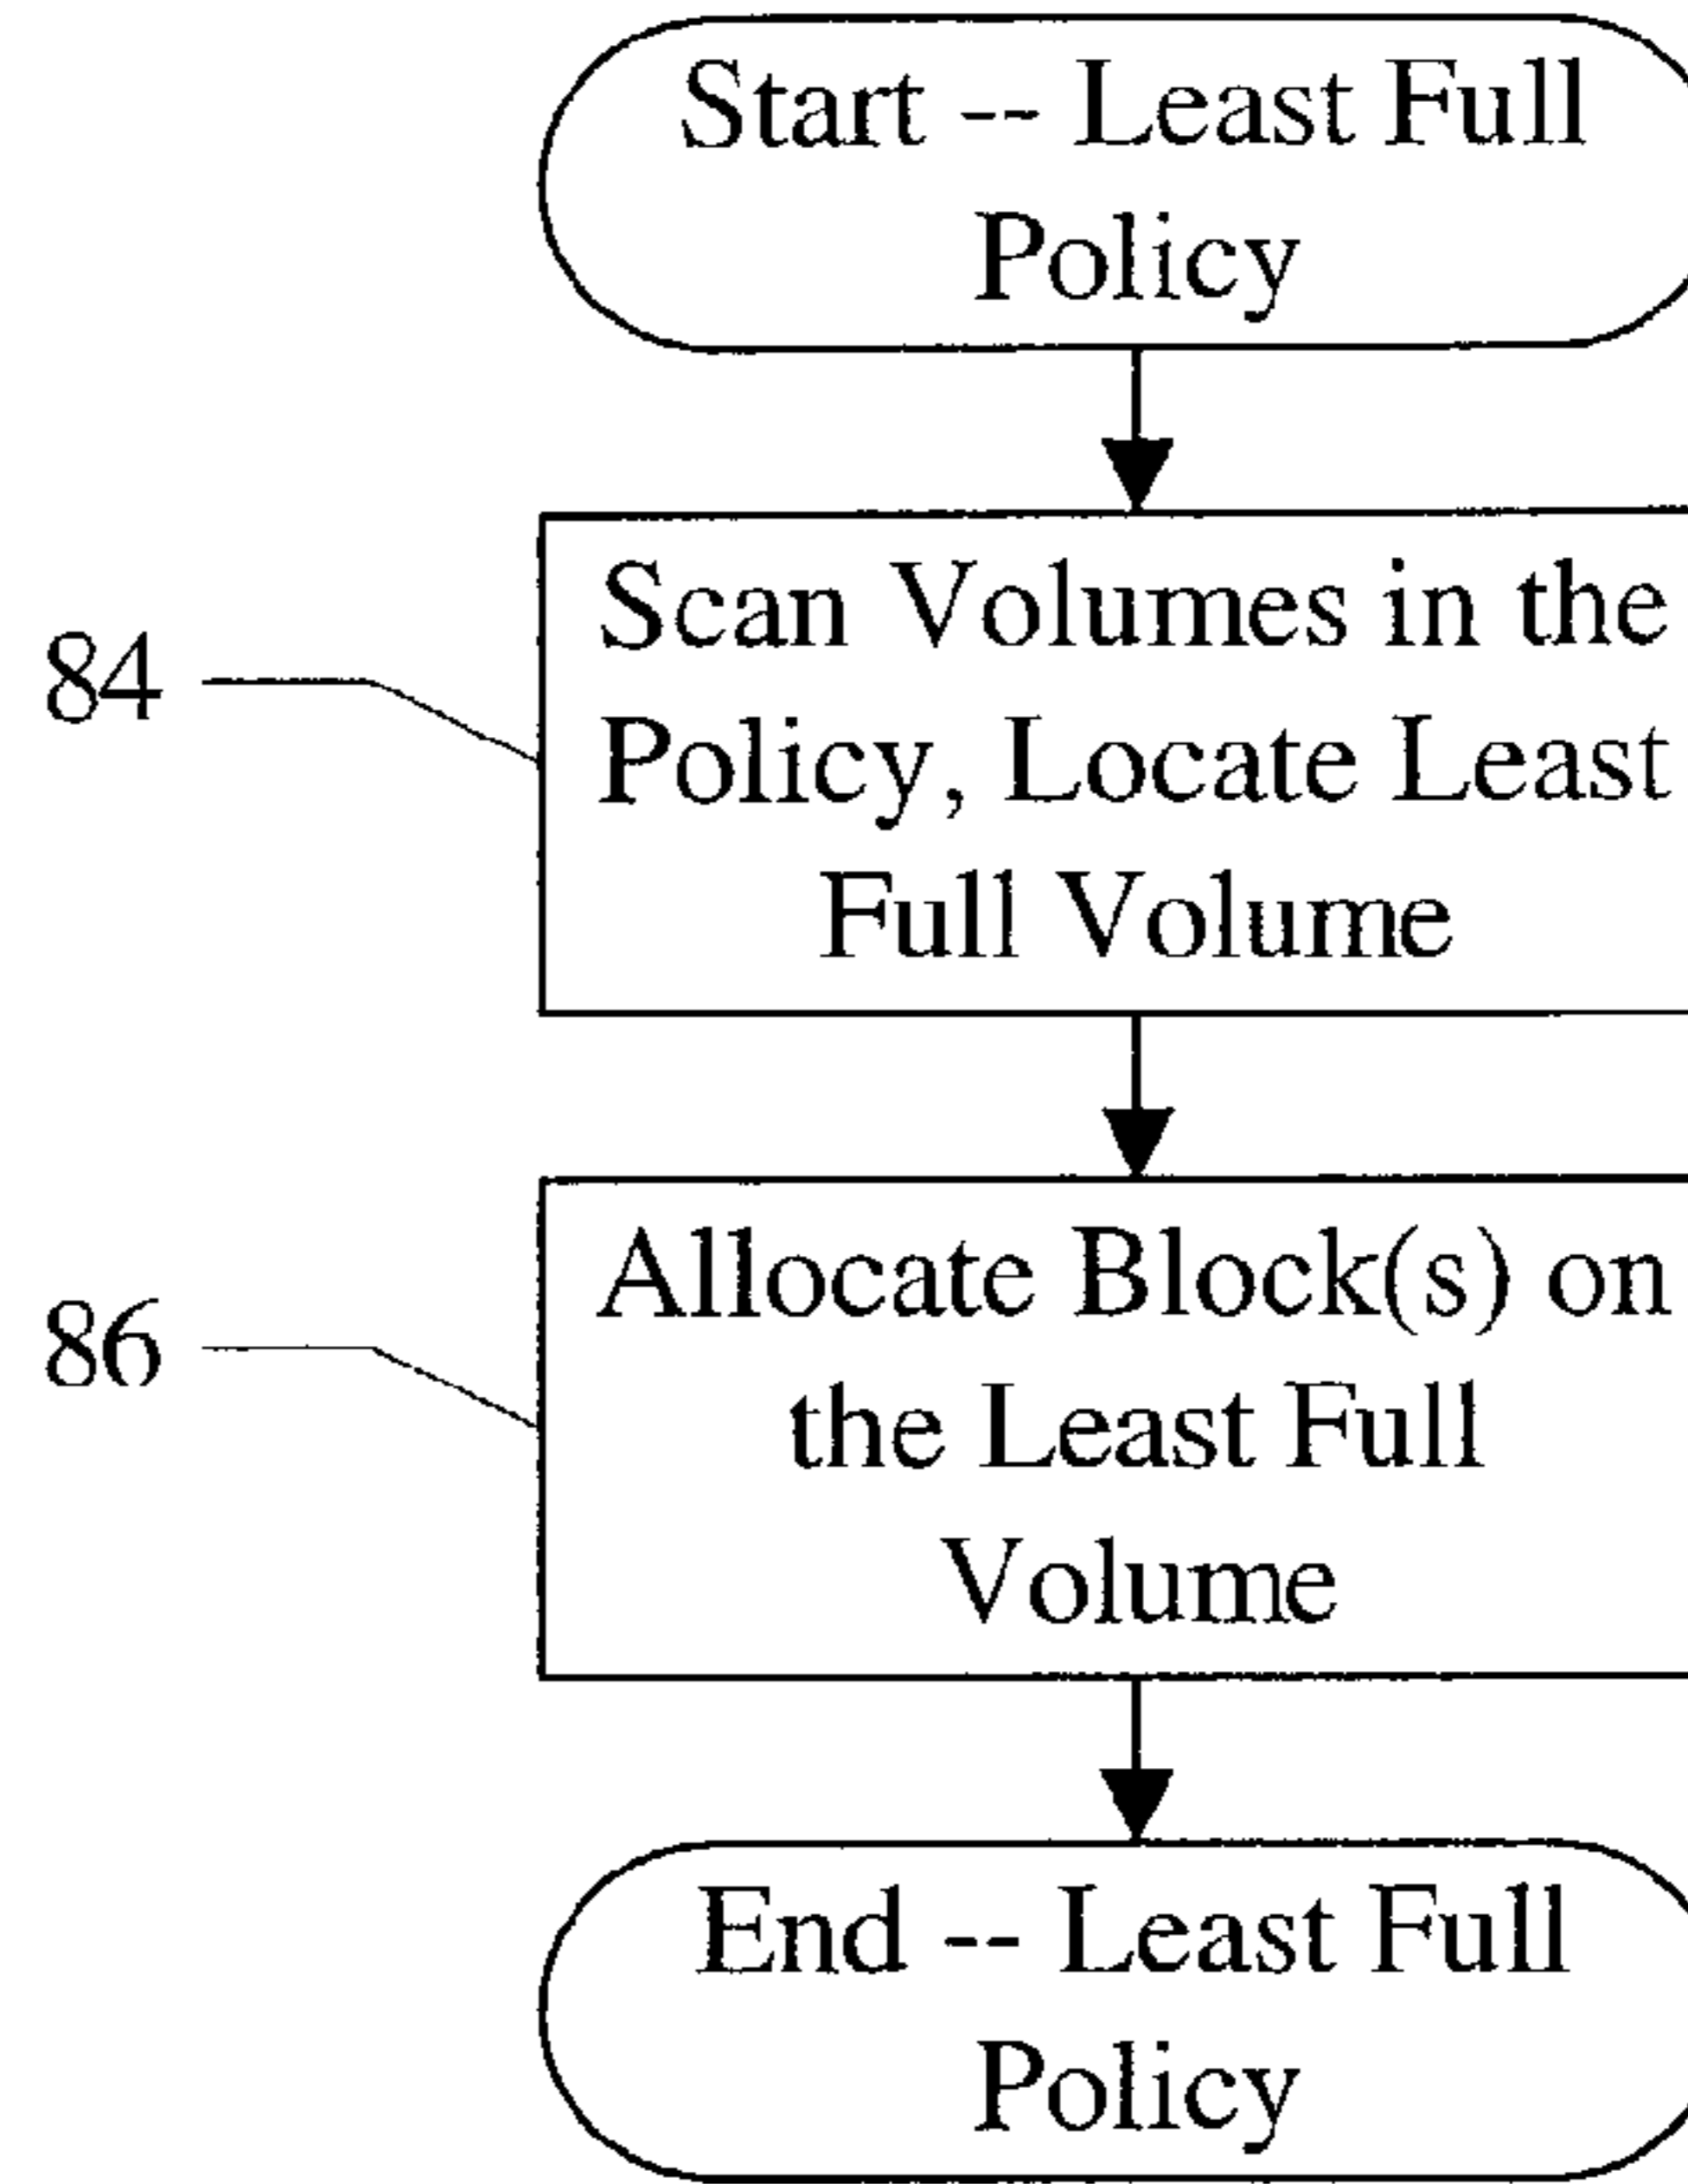 Start -- Least Full
Policy
84
Scan Volumes in the
Policy, Locate Least
Full Volume
86
Allocate Block(s) on
the Least Full
Volume
End -- Least Full
Policy